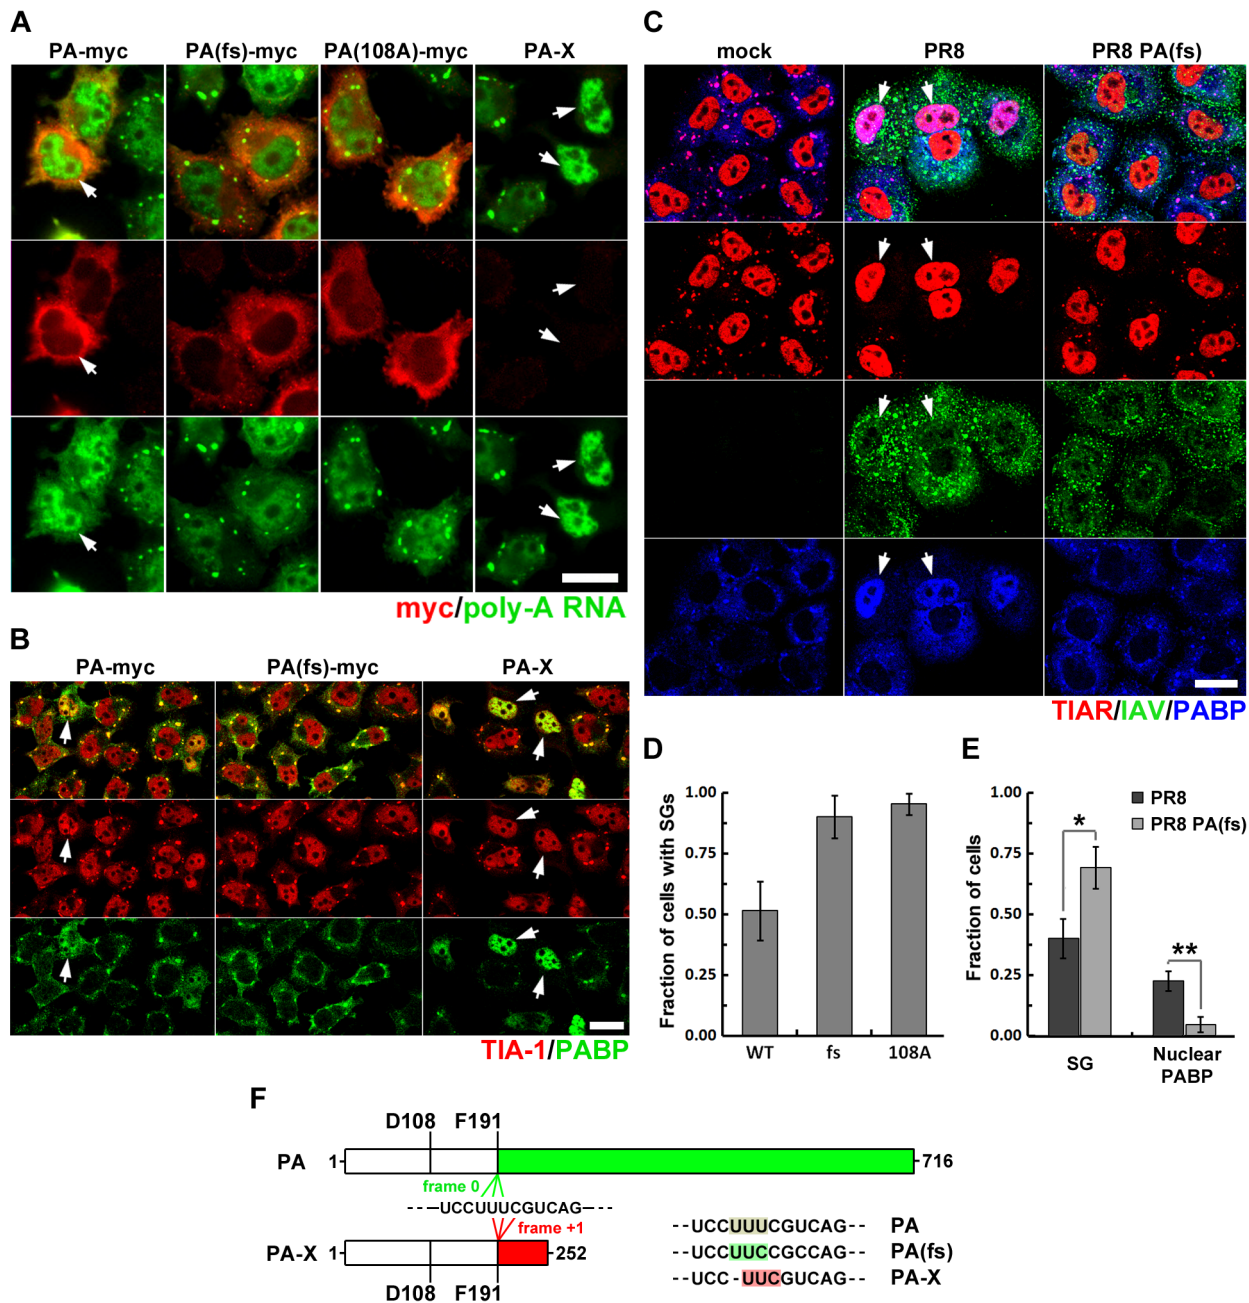 A
PA-myc PA(fs)-myc PA(108A)-myc PA-X
myc/poly-A RNA
B
PA-myc PA(fs)-myc PA-X
TIA-1/PABP
C
mock PR8 PR8 PA(fs)
TIAR/IAV/PABP
D
Fraction of cells with SGs
1.00
0.75
0.50
0.25
0.00
WT fs 108A
E
Fraction of cells
1.00
0.75
0.50
0.25
0.00
PR8
PR8 PA(fs)
*
**
SG Nuclear
PABP
F
D108 F191
PA 1 716
frame 0
---UCCUUUCGUCAG---
frame +1
PA-X 1 252
D108 F191
--UCCUUUCGUCAG-- PA
--UCCUUCCGCCAG-- PA(fs)
--UCC-UUCGUCAG-- PA-X